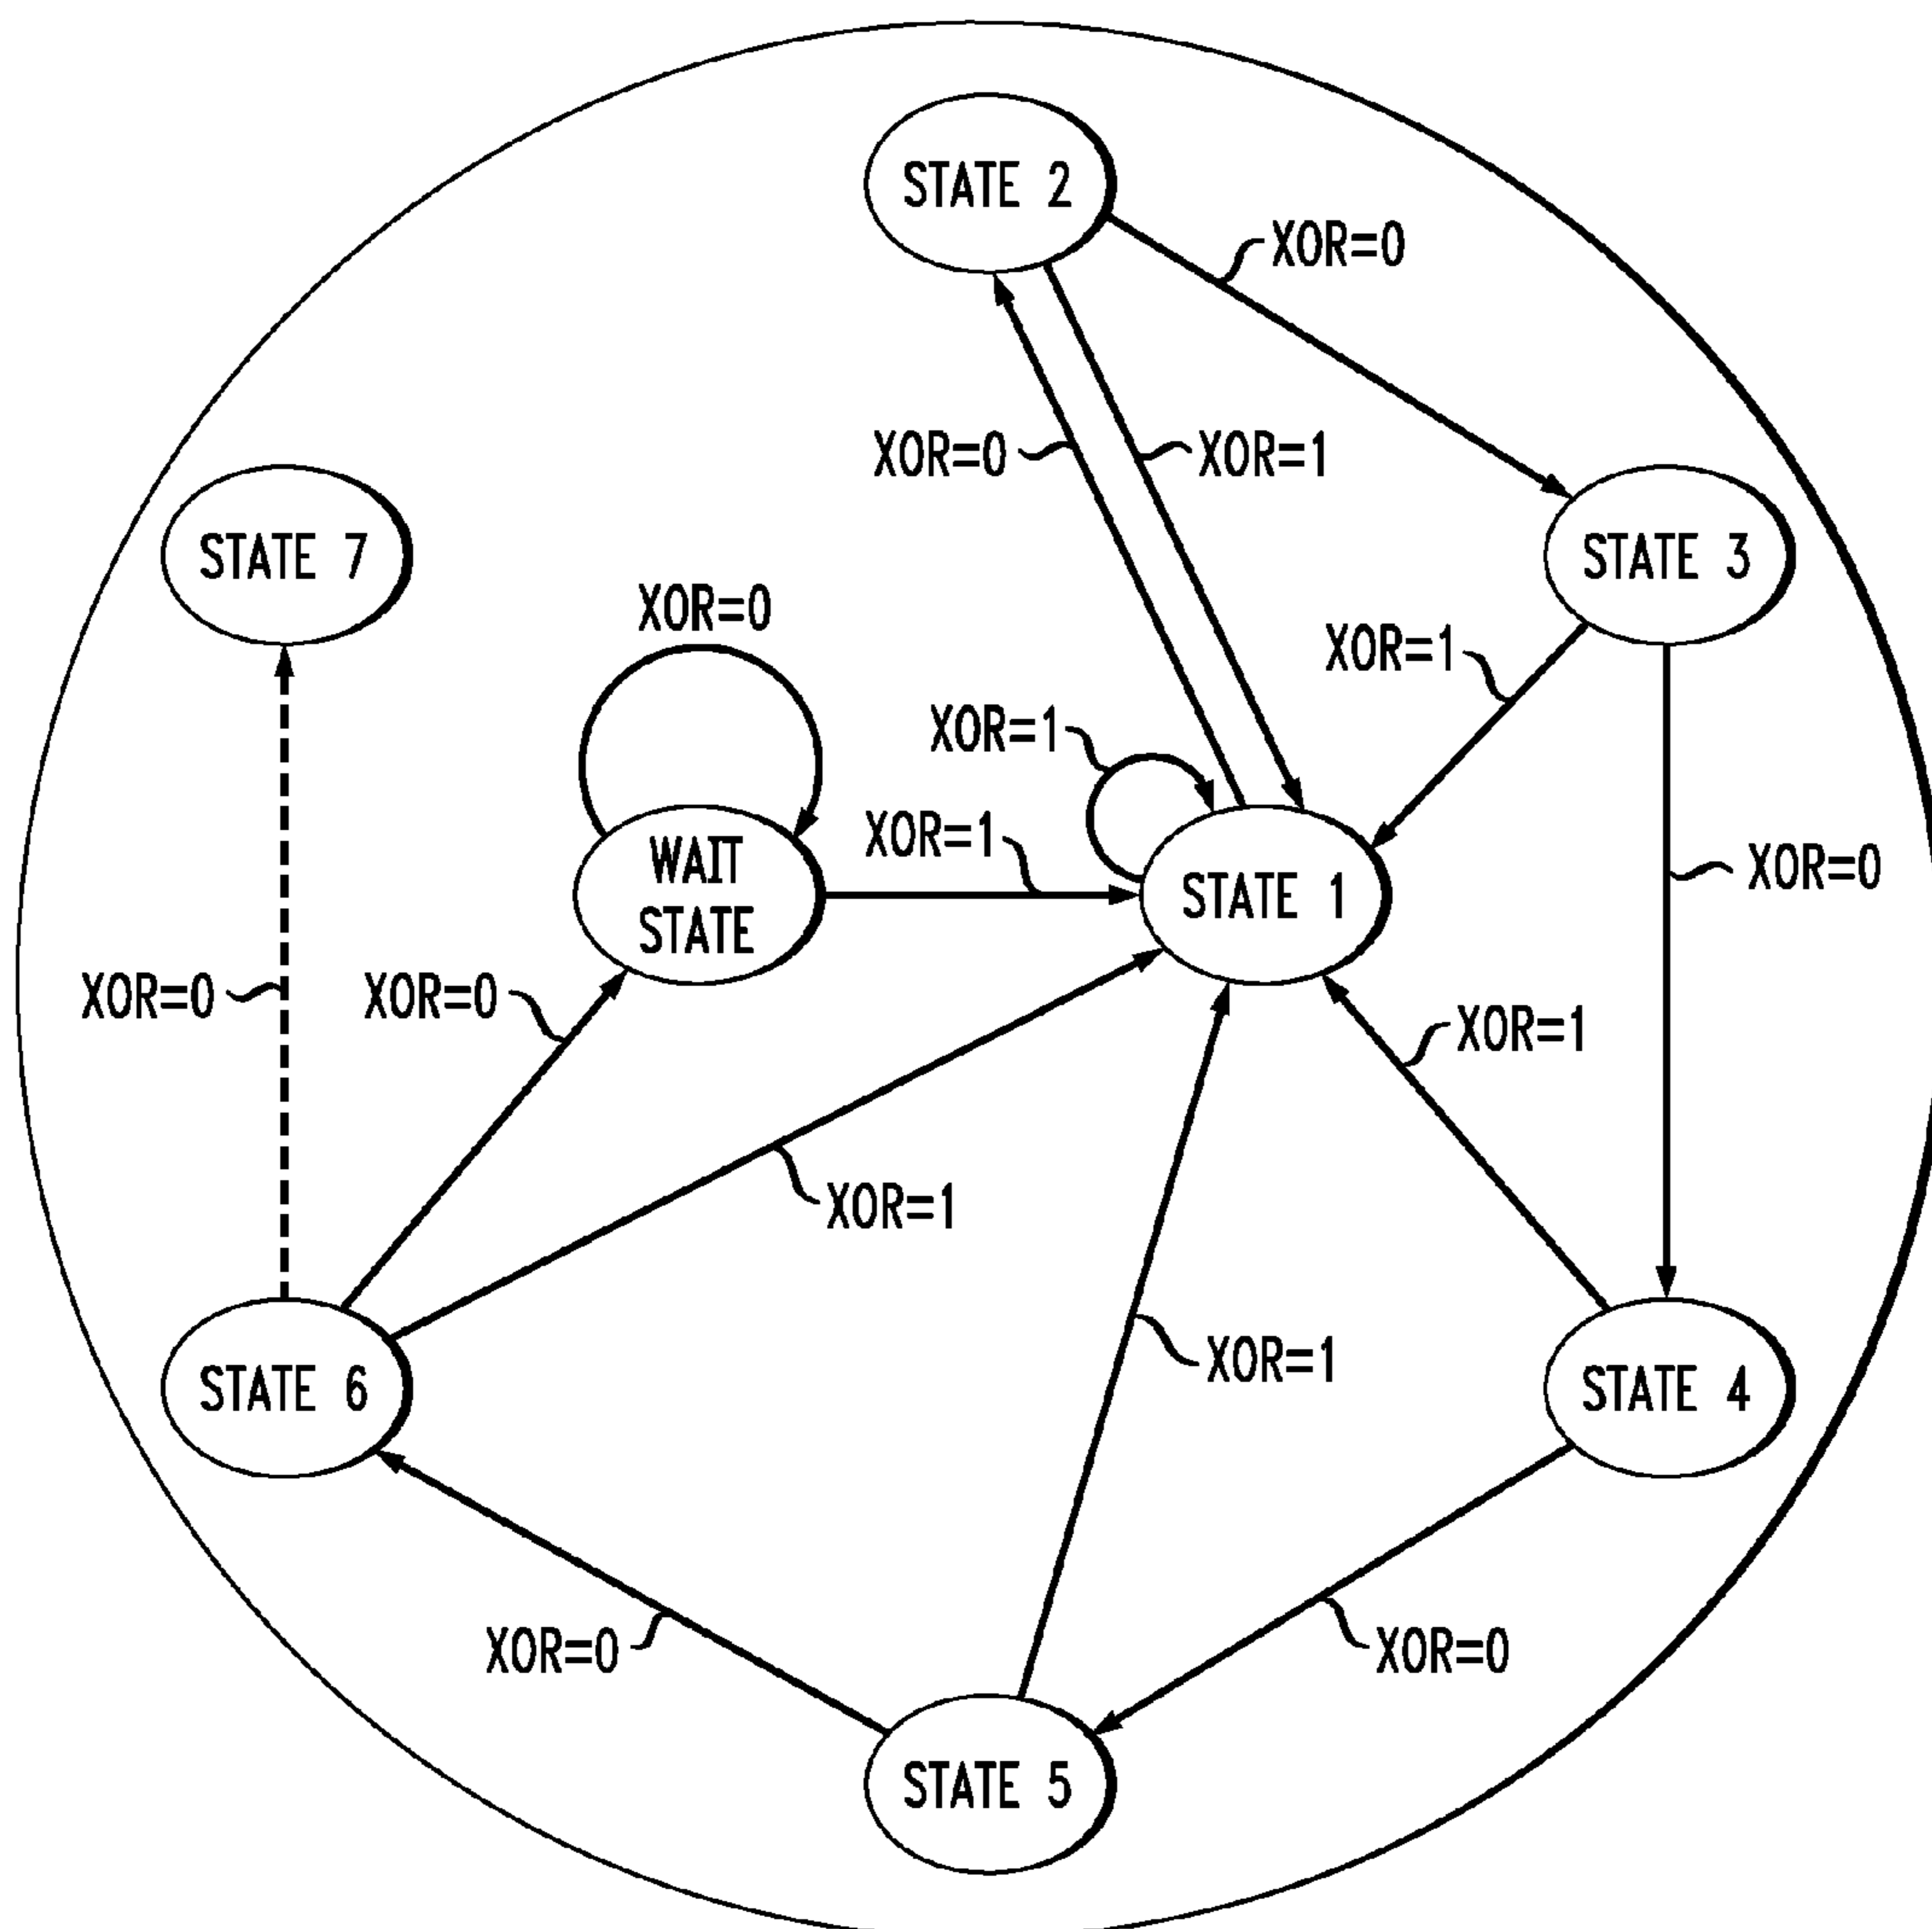 STATE 2
XOR=0
XOR=0
XOR=1
STATE 7
STATE 3
XOR=0
XOR=1
XOR=1
XOR=1
WAIT
STATE
STATE 1
XOR=0
XOR=0
XOR=0
XOR=1
XOR=1
XOR=1
STATE 6
STATE 4
XOR=0
XOR=0
STATE 5